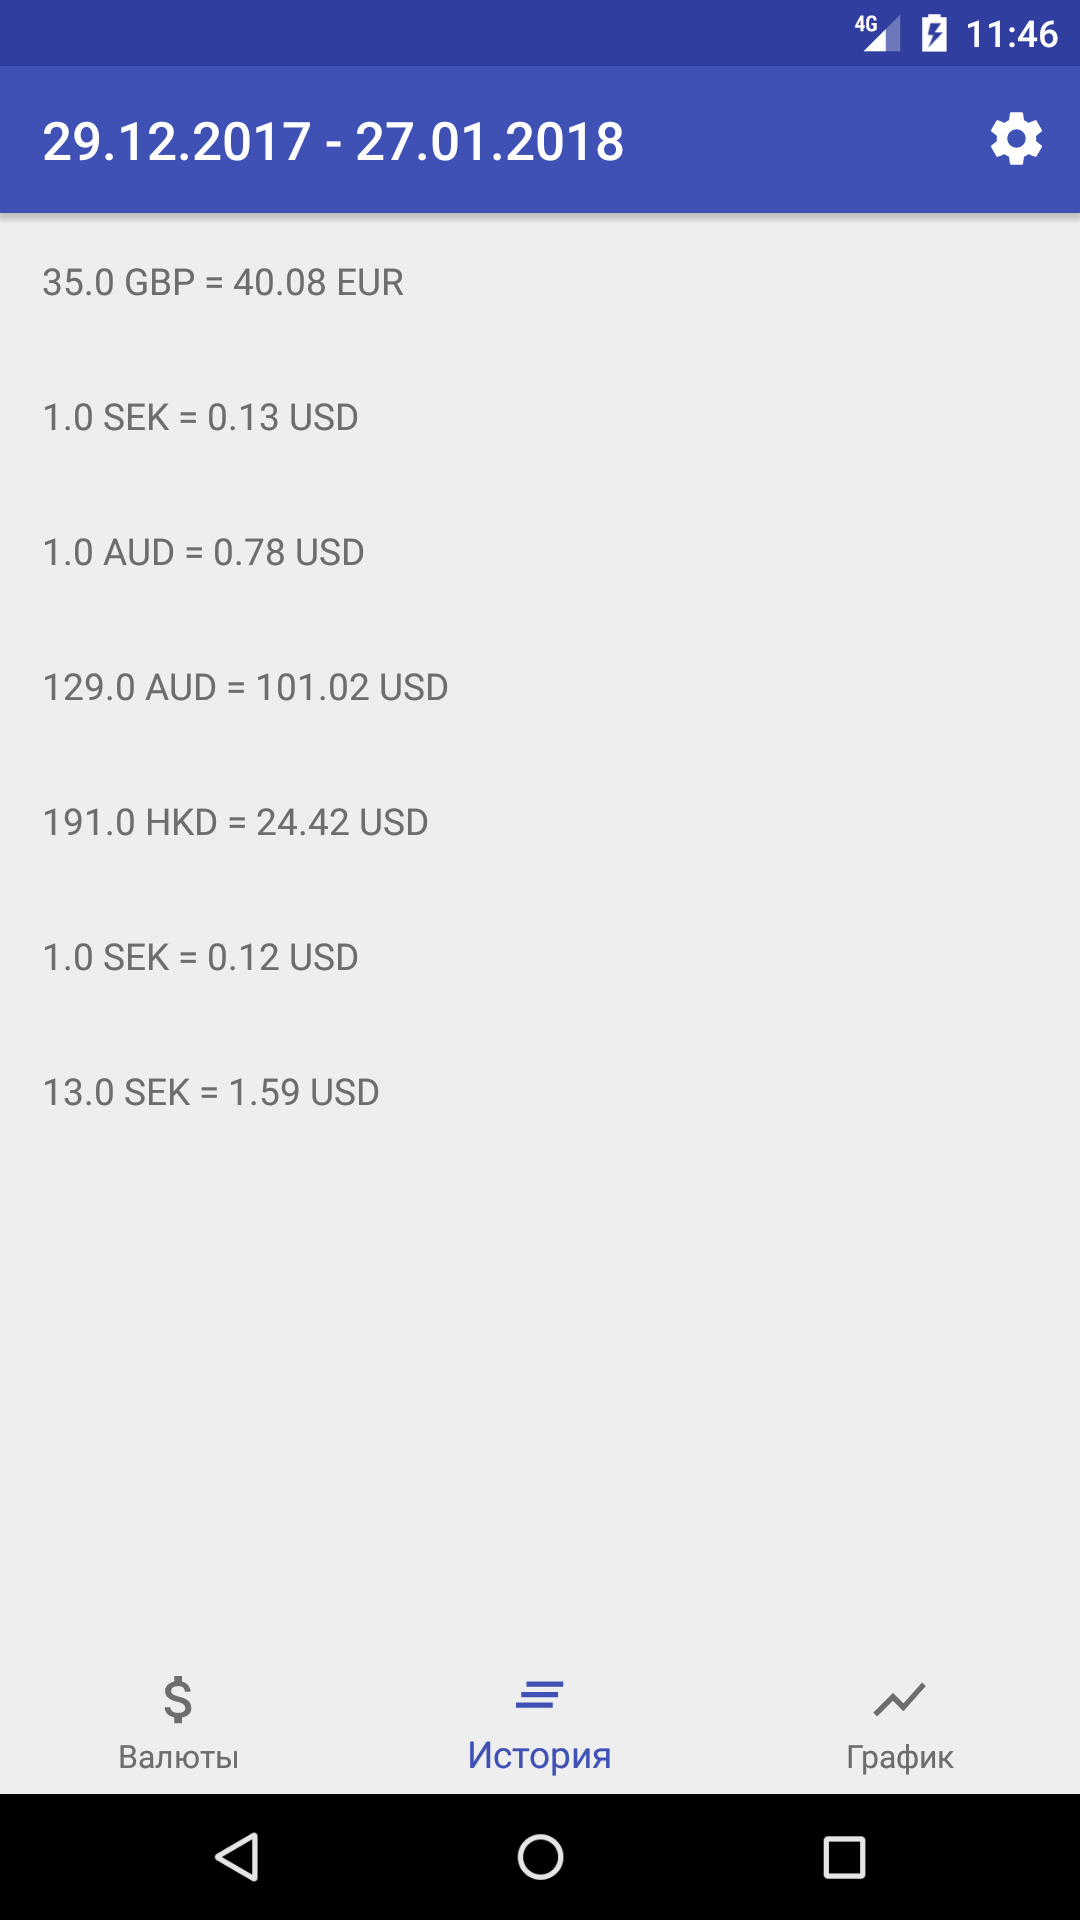 4G 11:46
29.12.2017 - 27.01.2018
35.0 GBP = 40.08 EUR
1.0 SEK = 0.13 USD
1.0 AUD = 0.78 USD
129.0 AUD = 101.02 USD
191.0 HKD = 24.42 USD
1.0 SEK = 0.12 USD
13.0 SEK = 1.59 USD
Валюты История График